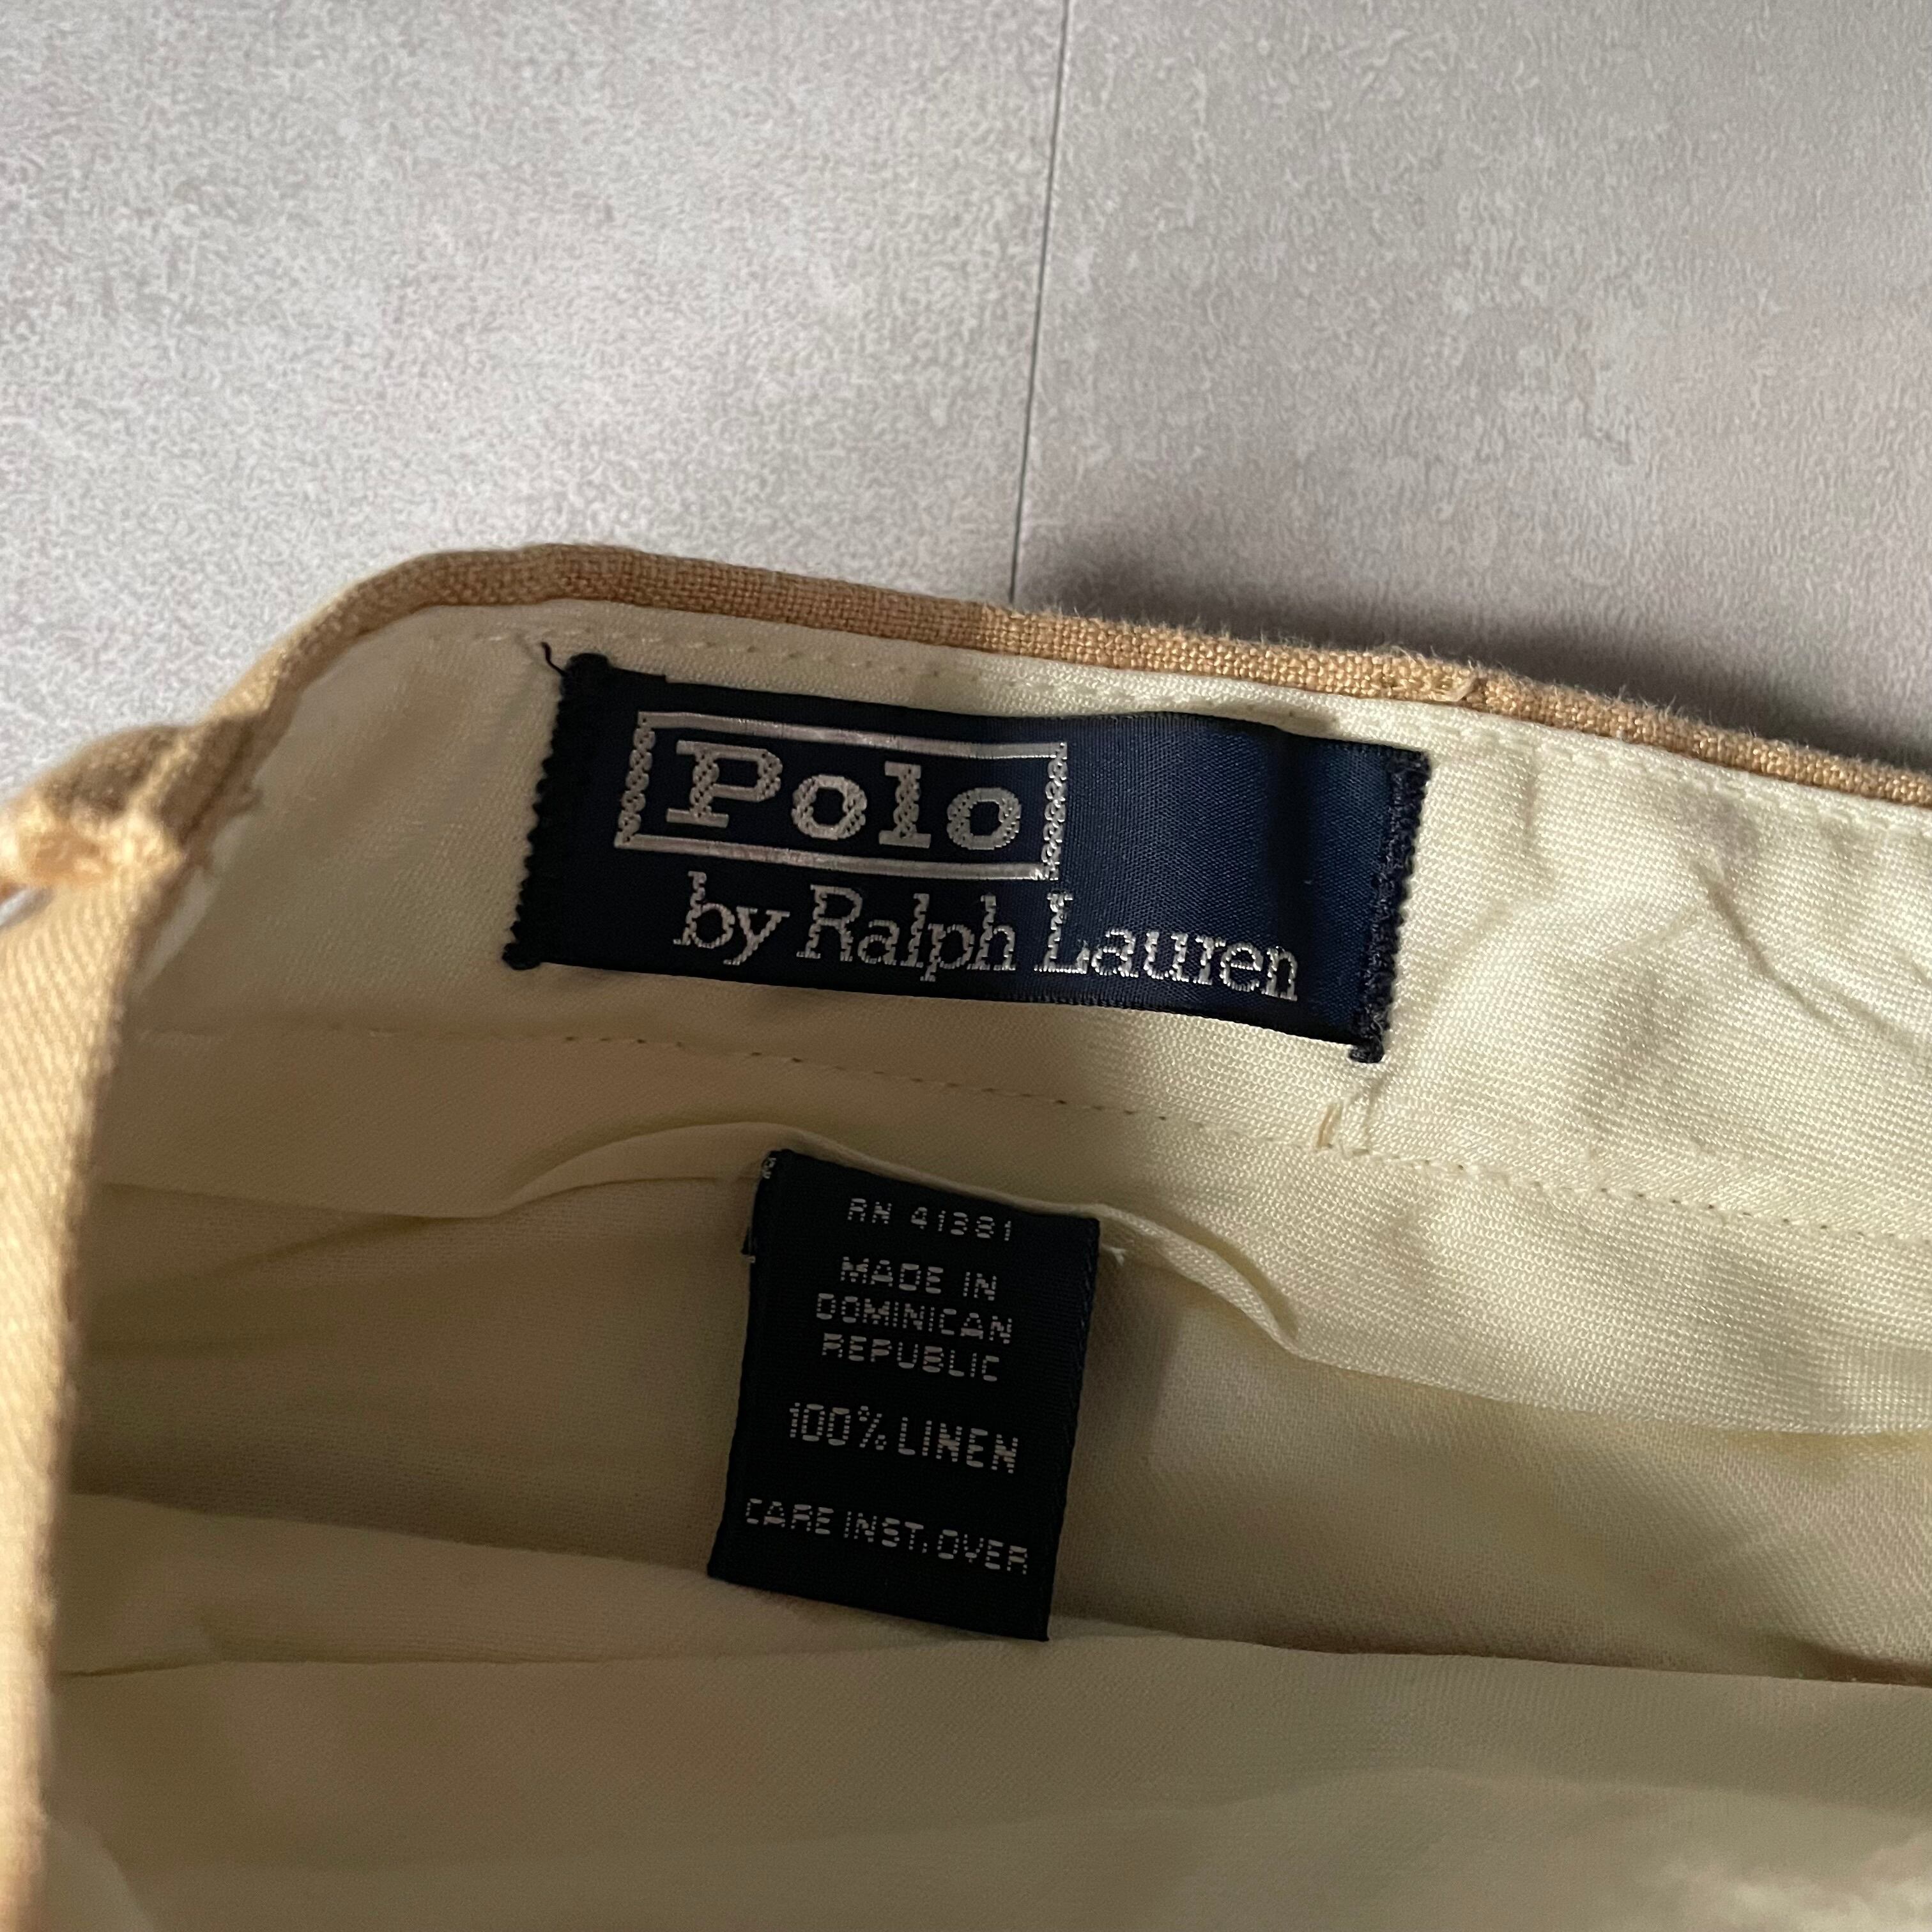 Polo
by Ralph Lauren
RN 41381
MADE IN
DOMINICAN
REPUBLIC
100% LINEN
CARE INST. OVER